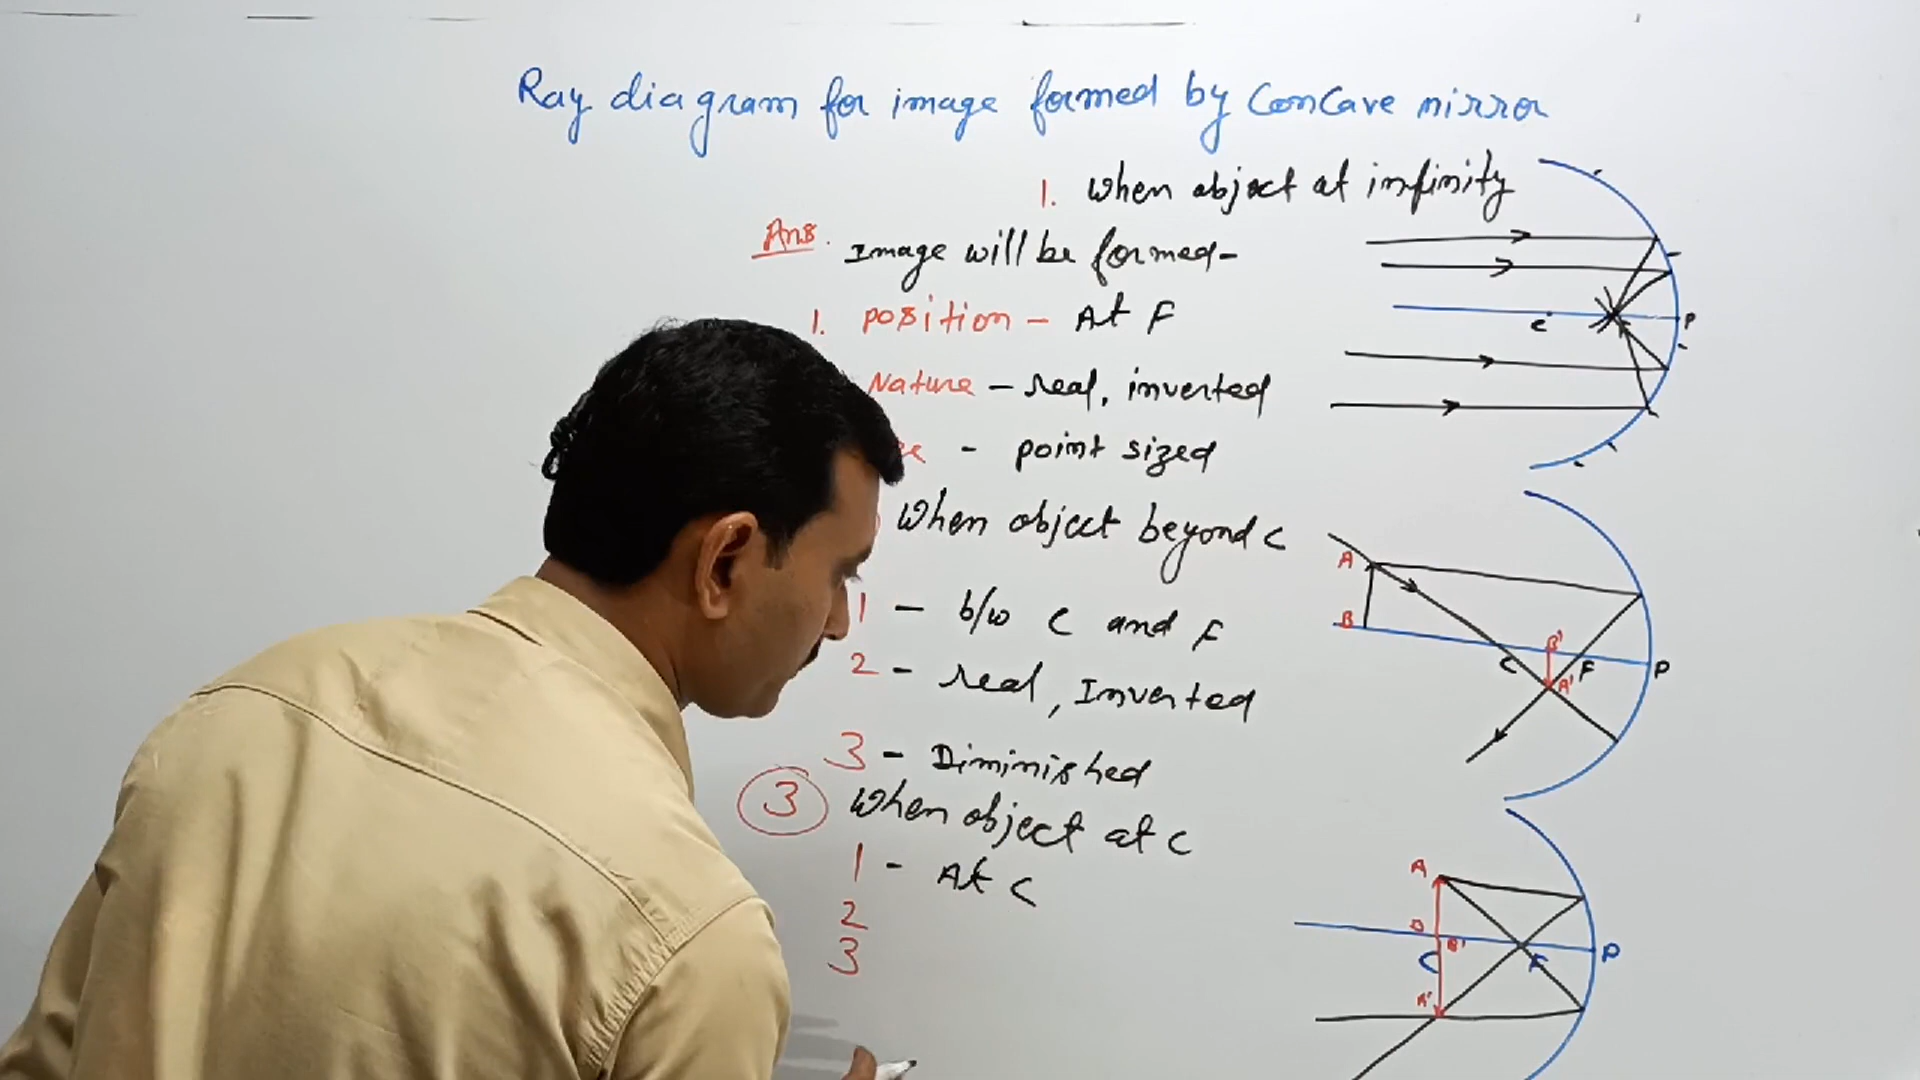 Ray diagram for image formed by Concave mirror
1. When object at infinity
Ans. Image will be formed-
1. Position - At F
Nature - real, inverted
- point sized
When object beyond C
1 - b/w C and F
2 - real, Inverted
3 - Diminished
3 When object at C
1 - At C
2
3
C P
A
B B'
C A' F P
A
B' P
C F
A'